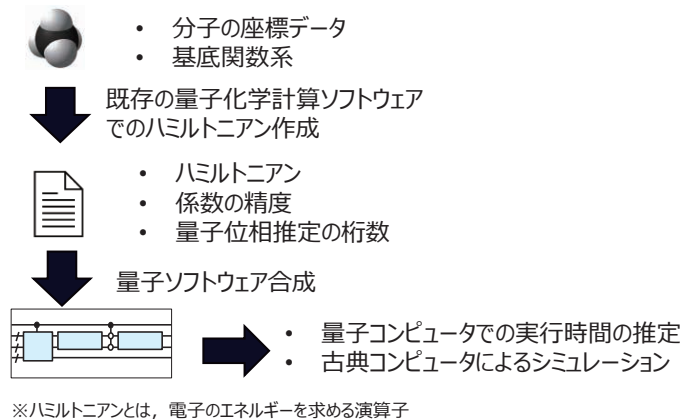 • 分子の座標データ
• 基底関数系
既存の量子化学計算ソフトウェア
でのハミルトニアン作成
• ハミルトニアン
• 係数の精度
• 量子位相推定の桁数
量子ソフトウェア合成
• 量子コンピュータでの実行時間の推定
• 古典コンピュータによるシミュレーション
※ハミルトニアンとは，電子のエネルギーを求める演算子